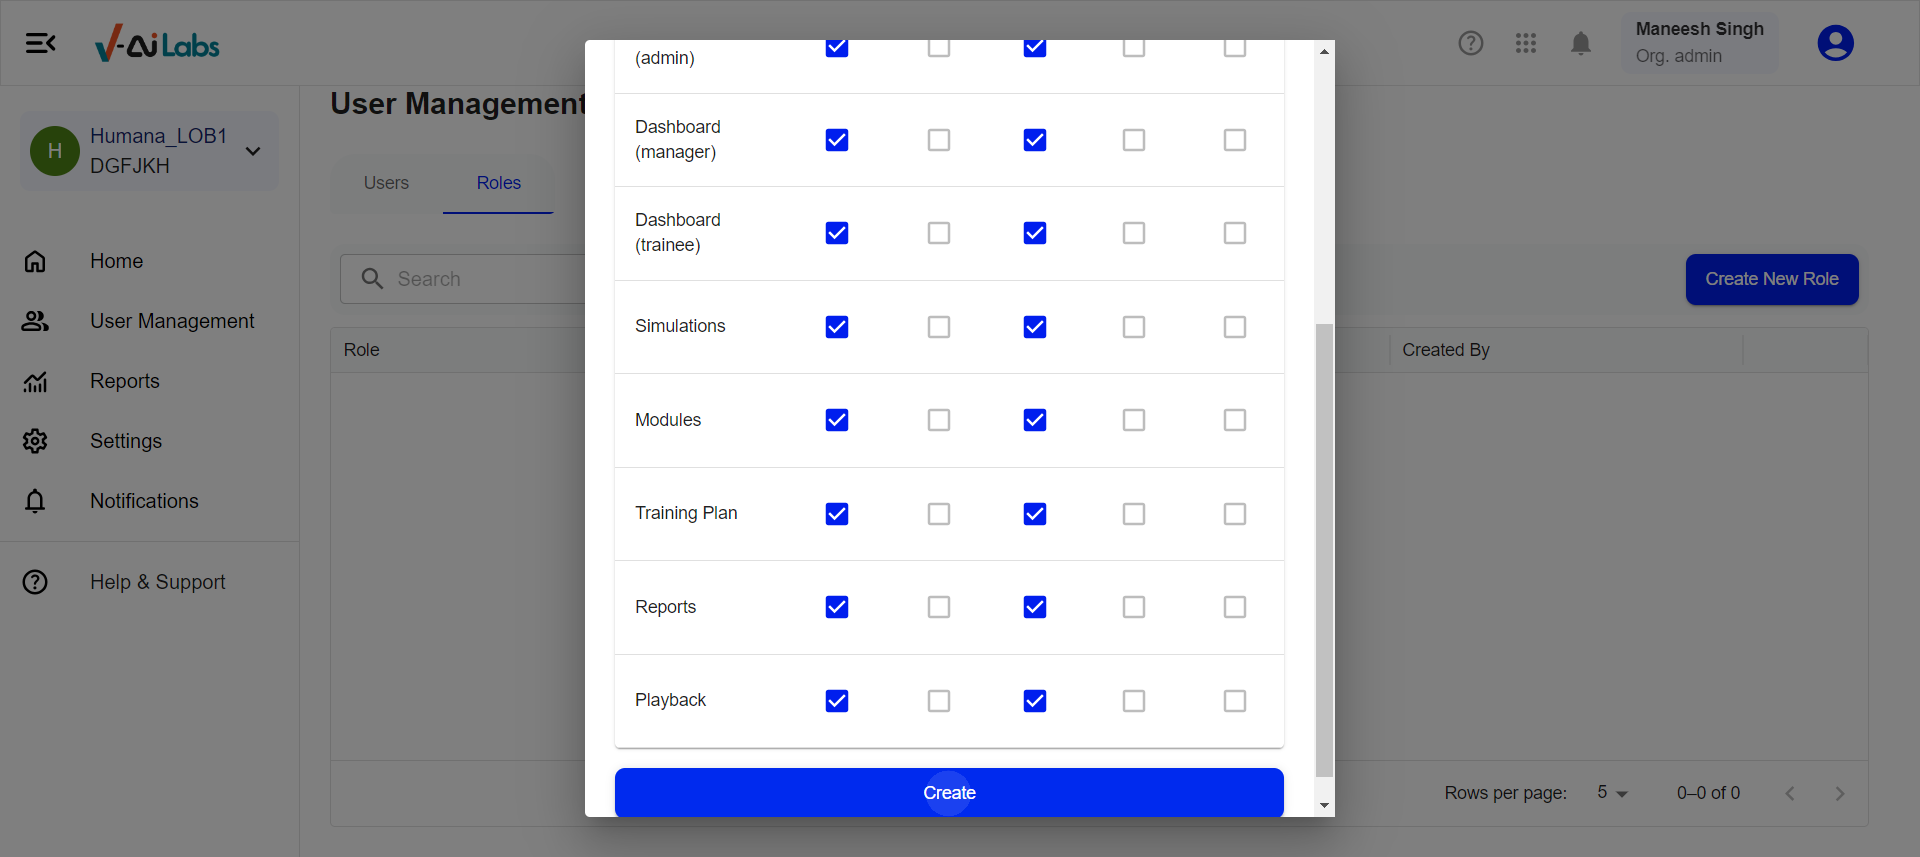 V-Ai Labs
Maneesh Singh
Org. admin
H
Humana_LOB1
DGFJKH
Home
User Management
Reports
Settings
Notifications
Help & Support
User Management
Users
Roles
Search
Create New Role
Role
Created By
(admin)
Dashboard
(manager)
Dashboard
(trainee)
Simulations
Modules
Training Plan
Reports
Playback
Create
Rows per page:
5
0–0 of 0